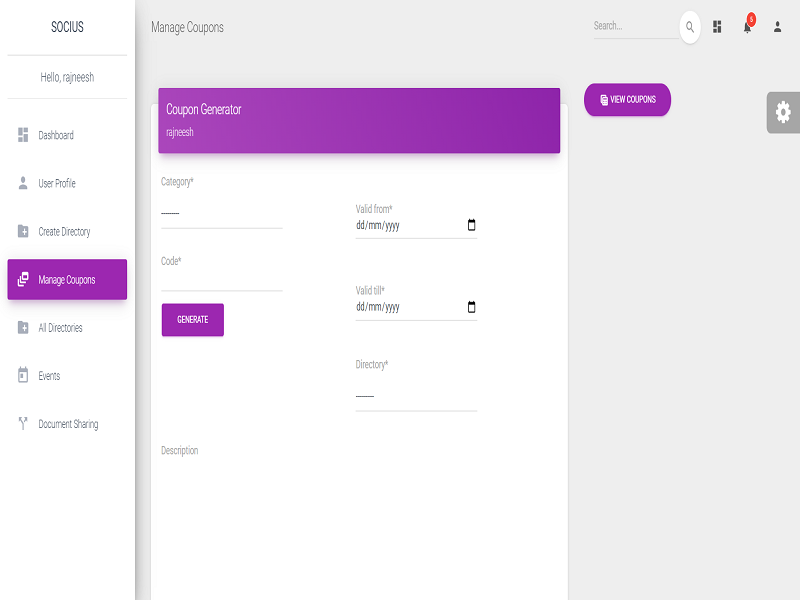 SOCIUS
Hello, rajneesh
Dashboard
User Profile
Create Directory
Manage Coupons
All Directories
Events
Document Sharing
Manage Coupons
Search...
5
VIEW COUPONS
Coupon Generator
rajneesh
Category*
---------
Code*
GENERATE
Valid from*
dd/mm/yyyy
Valid till*
dd/mm/yyyy
Directory*
---------
Description